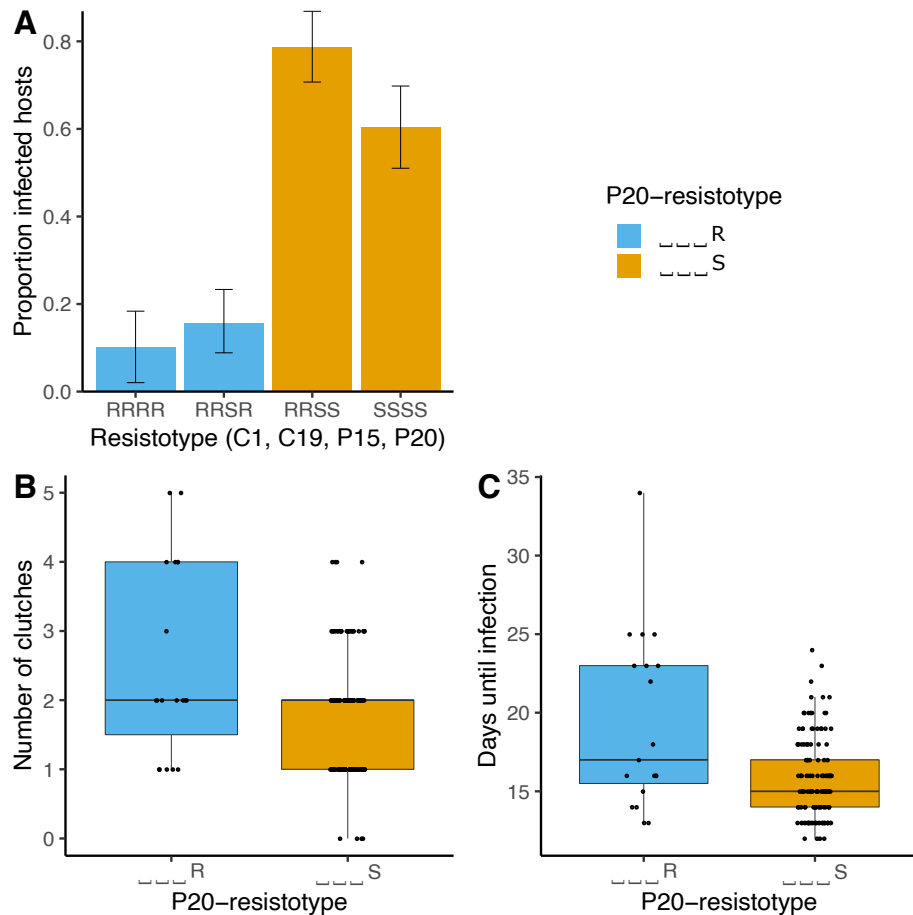 A
Proportion infected hosts
0.8
0.6
0.4
0.2
0.0
RRRR RRSR RRSS SSSS
Resistotype (C1, C19, P15, P20)
P20−resistotype
␣␣␣R
␣␣␣S
B
Number of clutches
5
4
3
2
1
0
␣␣␣R ␣␣␣S
P20−resistotype
C
Days until infection
35
30
25
20
15
␣␣␣R ␣␣␣S
P20−resistotype